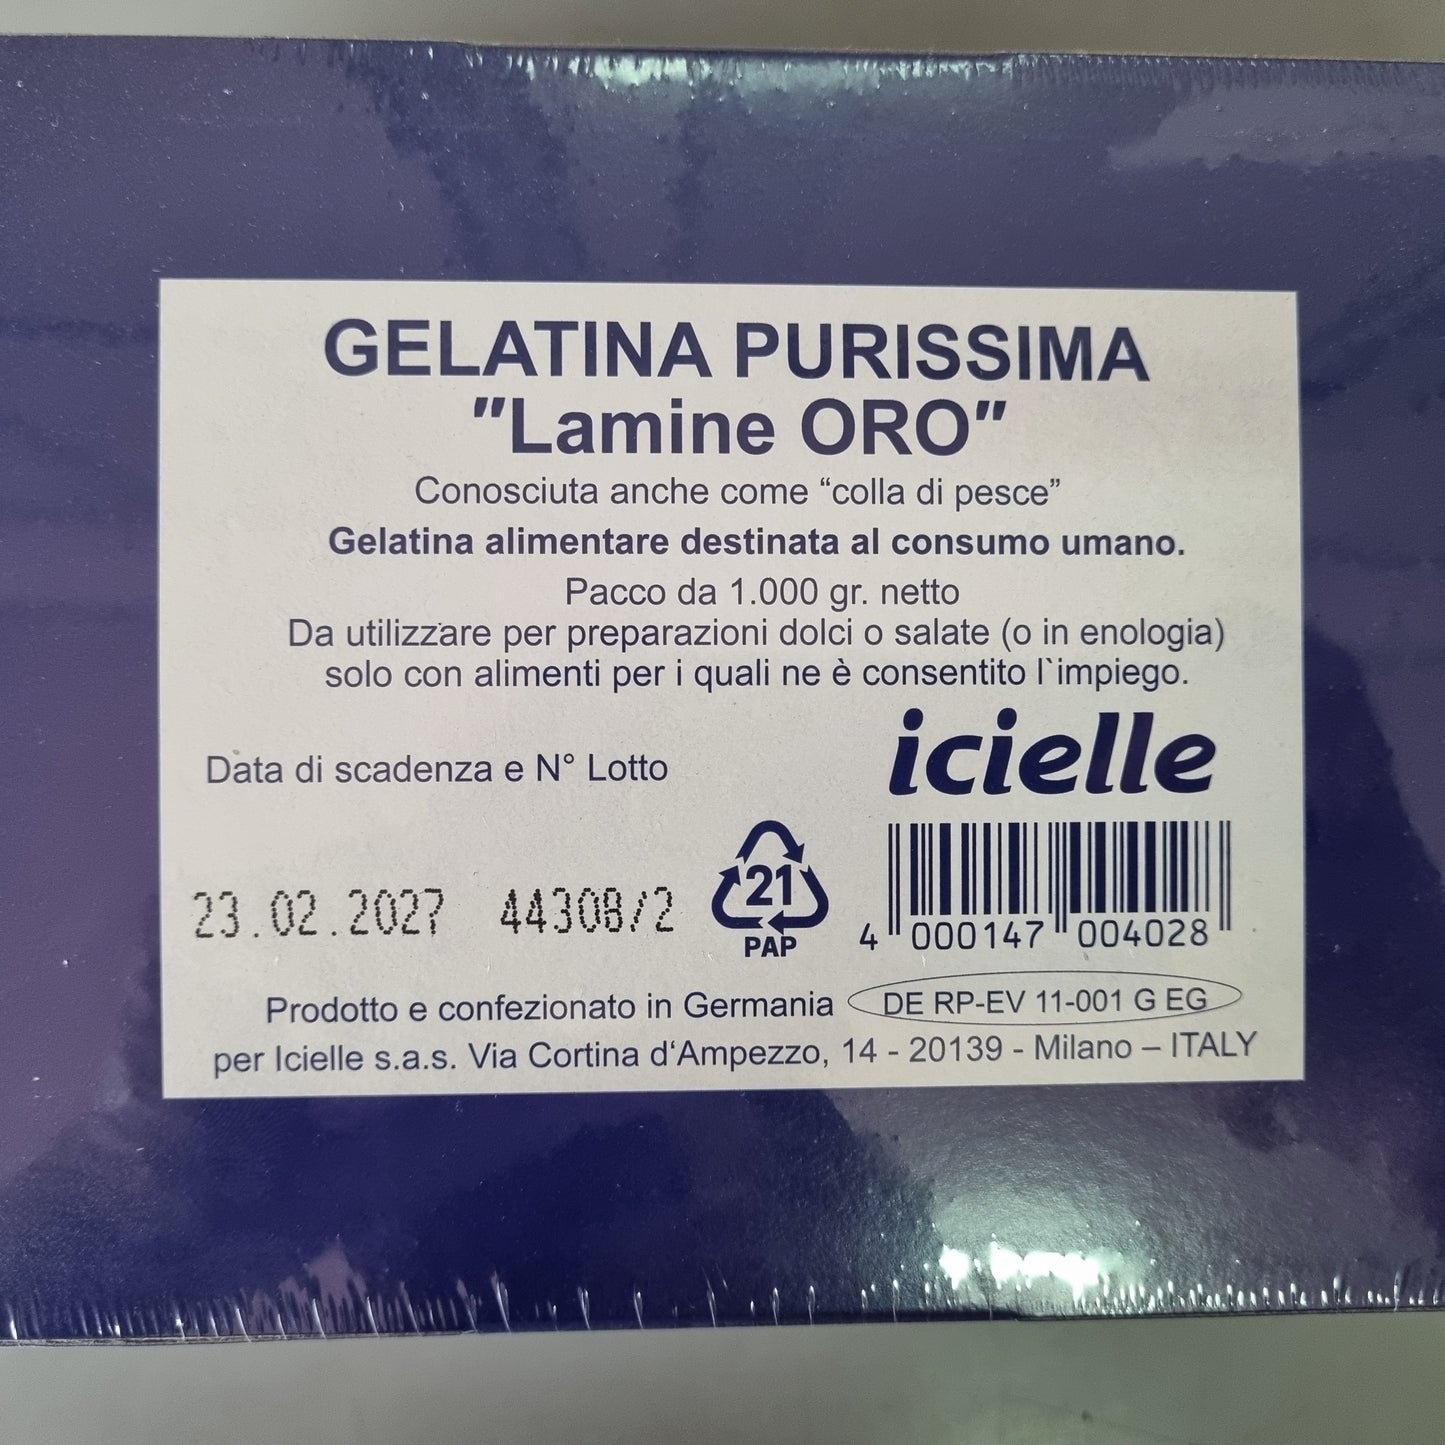 GELATINA PURISSIMA
"Lamine ORO"
Conosciuta anche come “colla di pesce”
Gelatina alimentare destinata al consumo umano.
Pacco da 1.000 gr. netto
Da utilizzare per preparazioni dolci o salate (o in enologia)
solo con alimenti per i quali ne è consentito l`impiego.
icielle
Data di scadenza e N° Lotto
23.02.2027 44308/2
21
PAP
4 000147 004028
Prodotto e confezionato in Germania DE RP-EV 11-001 G EG
per Icielle s.a.s. Via Cortina d‘Ampezzo, 14 - 20139 - Milano – ITALY